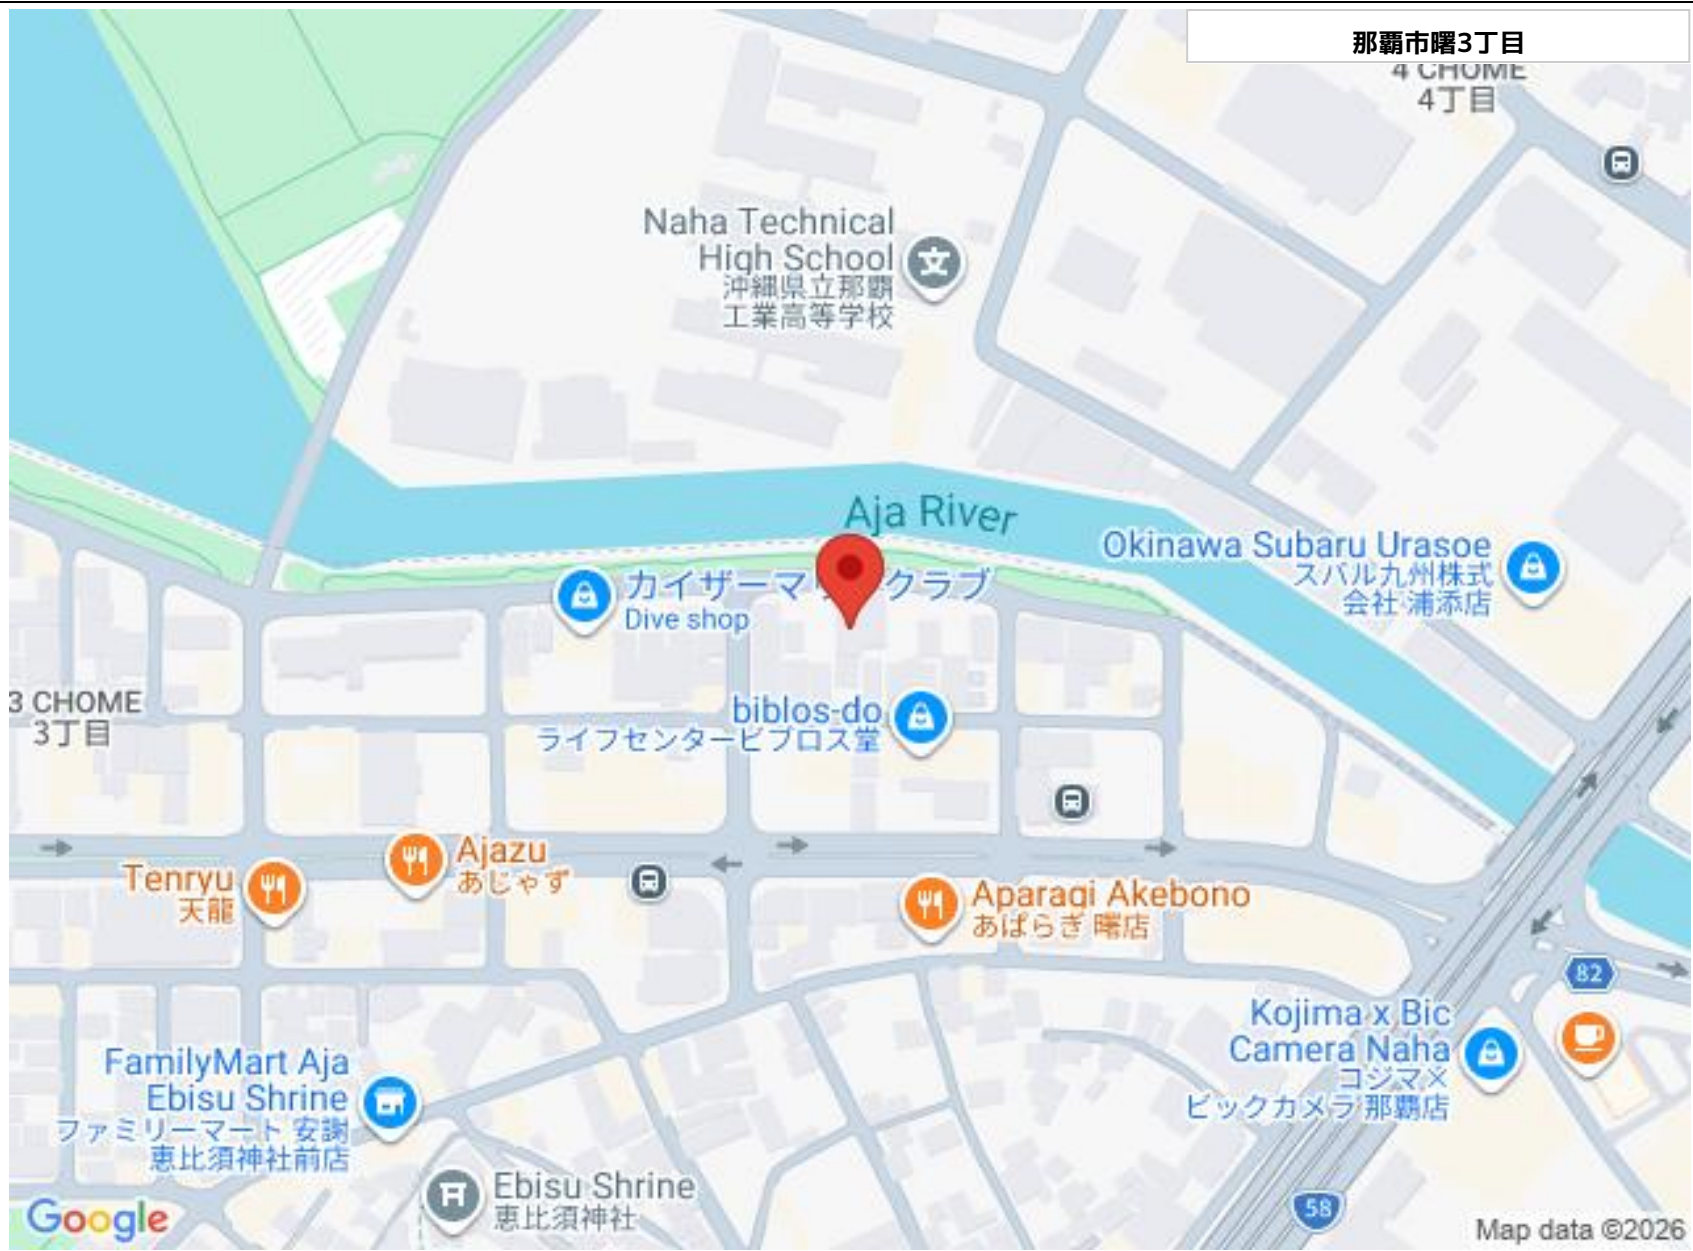 那覇市曙3丁目
4 CHOME
4丁目
Naha Technical
High School
沖縄県立那覇
工業高等学校
Aja River
Okinawa Subaru Urasoe
スバル九州株式
会社 浦添店
カイザーマリ クラブ
Dive shop
3 CHOME
3丁目
biblos-do
ライフセンタービブロス堂
Ajazu
あじゃず
Tenryu
天龍
Aparagi Akebono
あぱらぎ 曙店
82
Kojima x Bic
Camera Naha
コジマ×
ビックカメラ 那覇店
FamilyMart Aja
Ebisu Shrine
ファミリーマート 安謝
恵比須神社前店
Ebisu Shrine
恵比須神社
58
Google
Map data ©2026